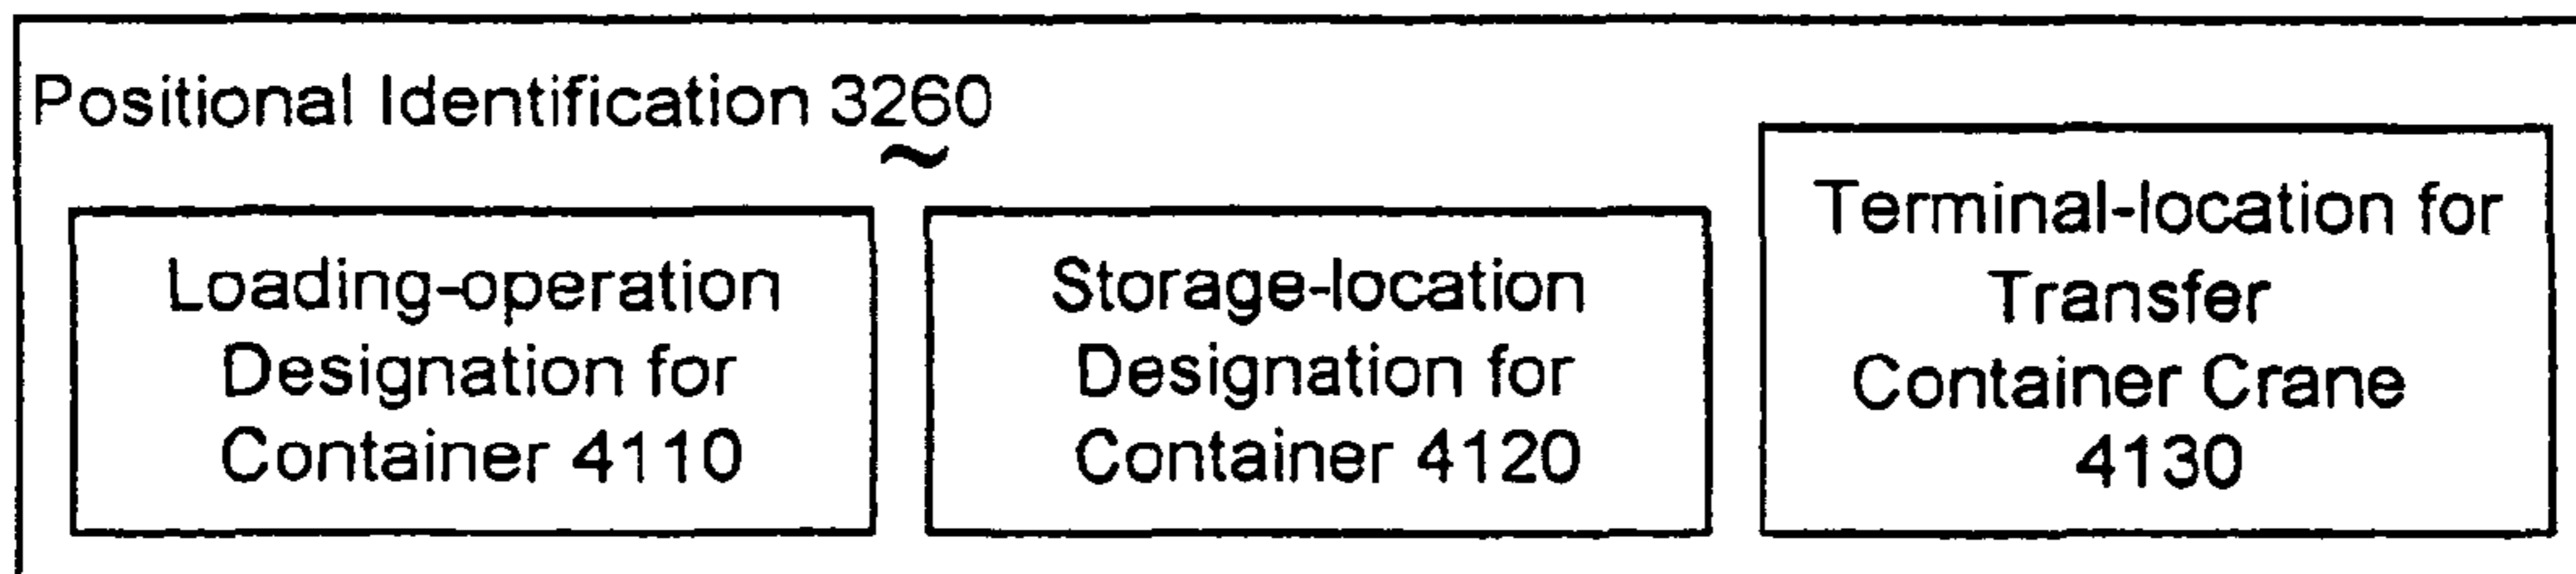 Positional Identification 3260
~
Loading-operation
Designation for
Container 4110
Storage-location
Designation for
Container 4120
Terminal-location for
Transfer
Container Crane
4130